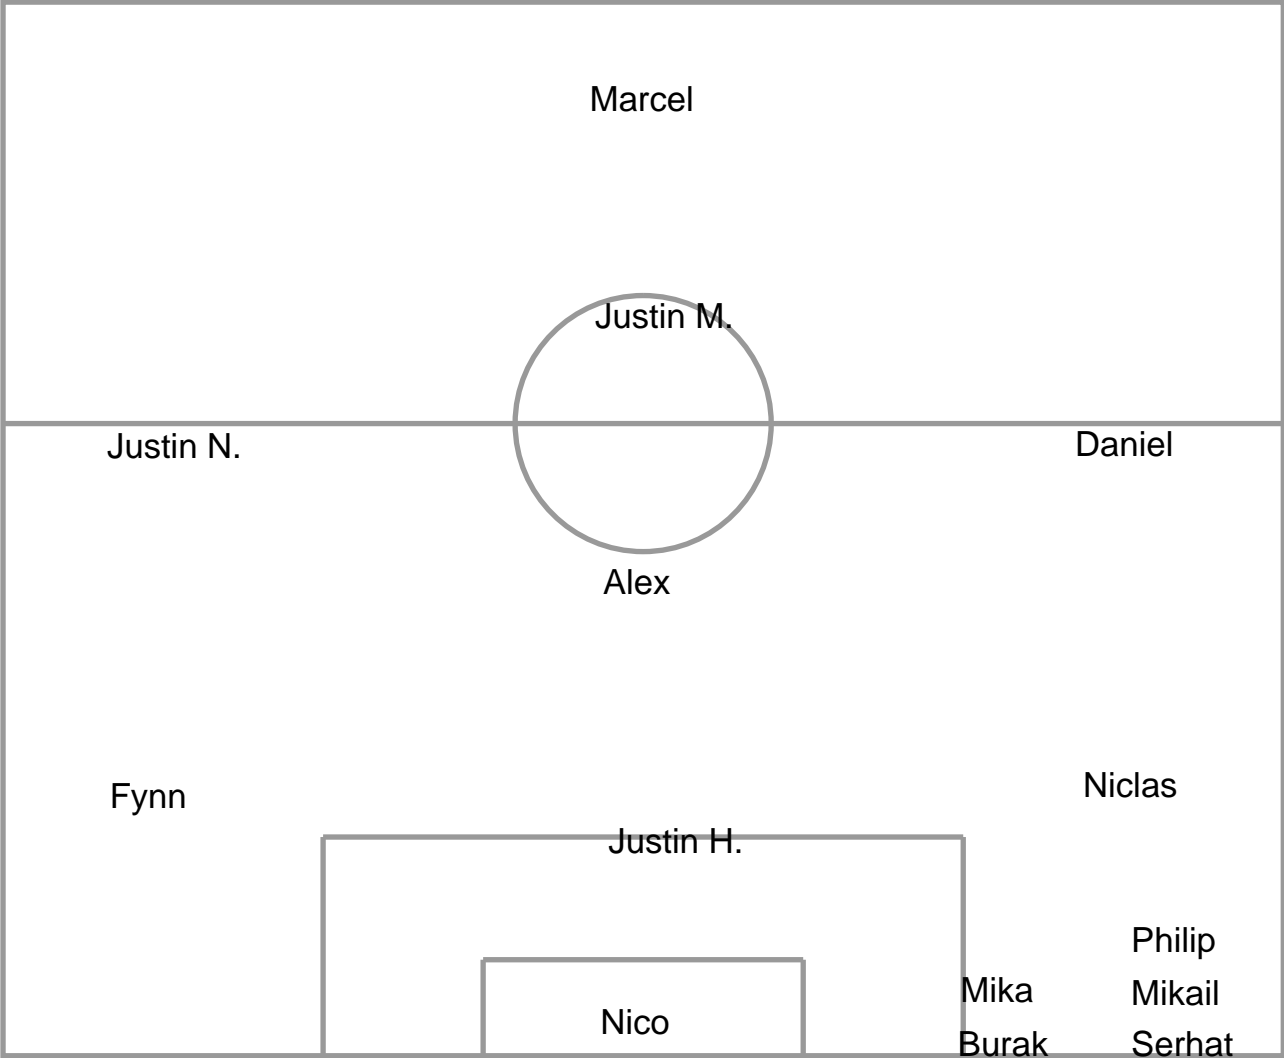 Marcel
Justin M.
Justin N.
Daniel
Alex
Fynn
Niclas
Justin H.
Philip
Mika
Mikail
Nico
Burak
Serhat